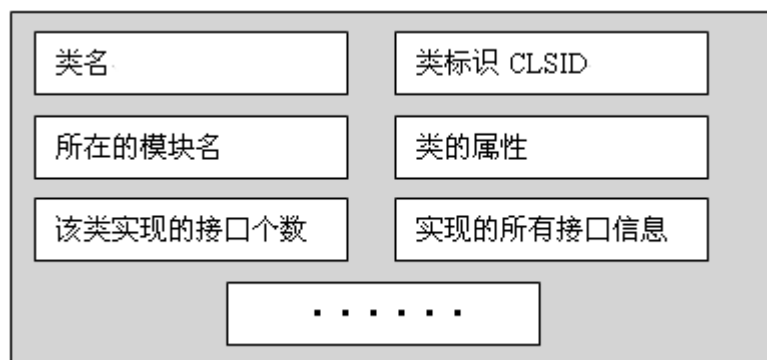 类名
类标识 CLSID
所在的模块名
类的属性
该类实现的接口个数
实现的所有接口信息
······